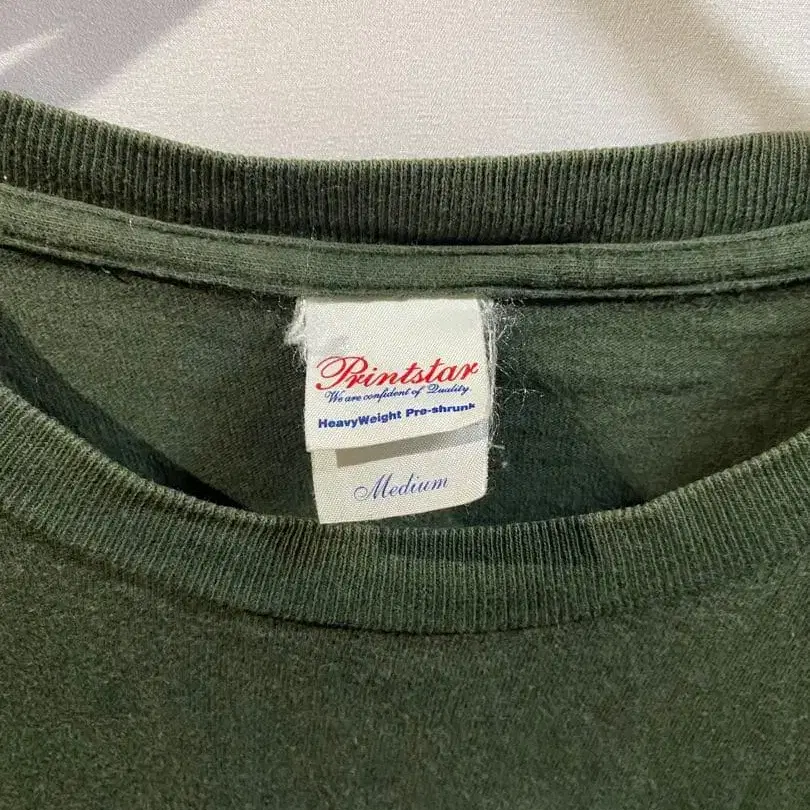 Printstar
We are confident of Quality.
HeavyWeight Pre-shrunk
Medium